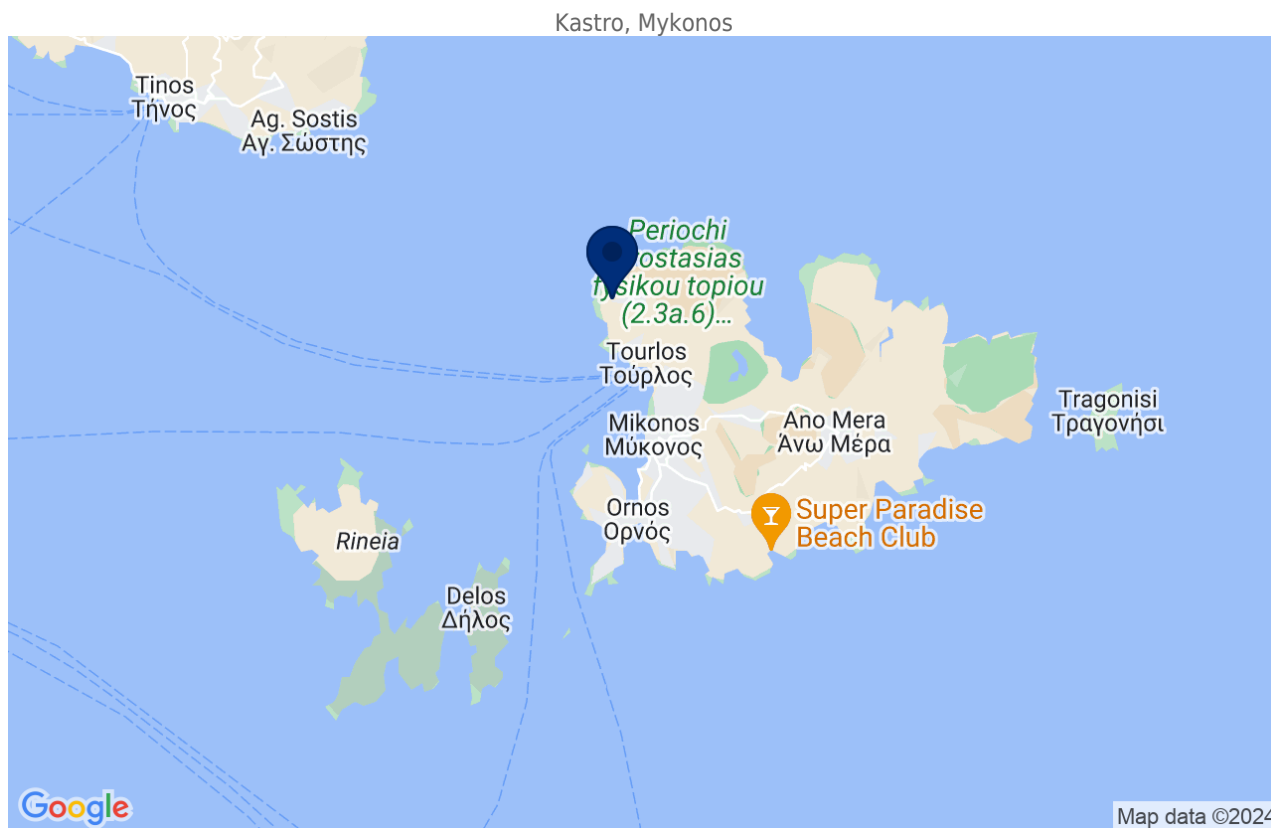 Kastro, Mykonos
Tinos
Τήνος
Ag. Sostis
Αγ. Σώστης
Periochi
rostasias
fysikou topiou
(2.3a.6)...
Tourlos
Τούρλος
Mikonos
Μύκονος
Ano Mera
Άνω Μέρα
Tragonisi
Τραγονήσι
Ornos
Ορνός
Super Paradise
Beach Club
Rineia
Delos
Δήλος
Google
Map data ©2024